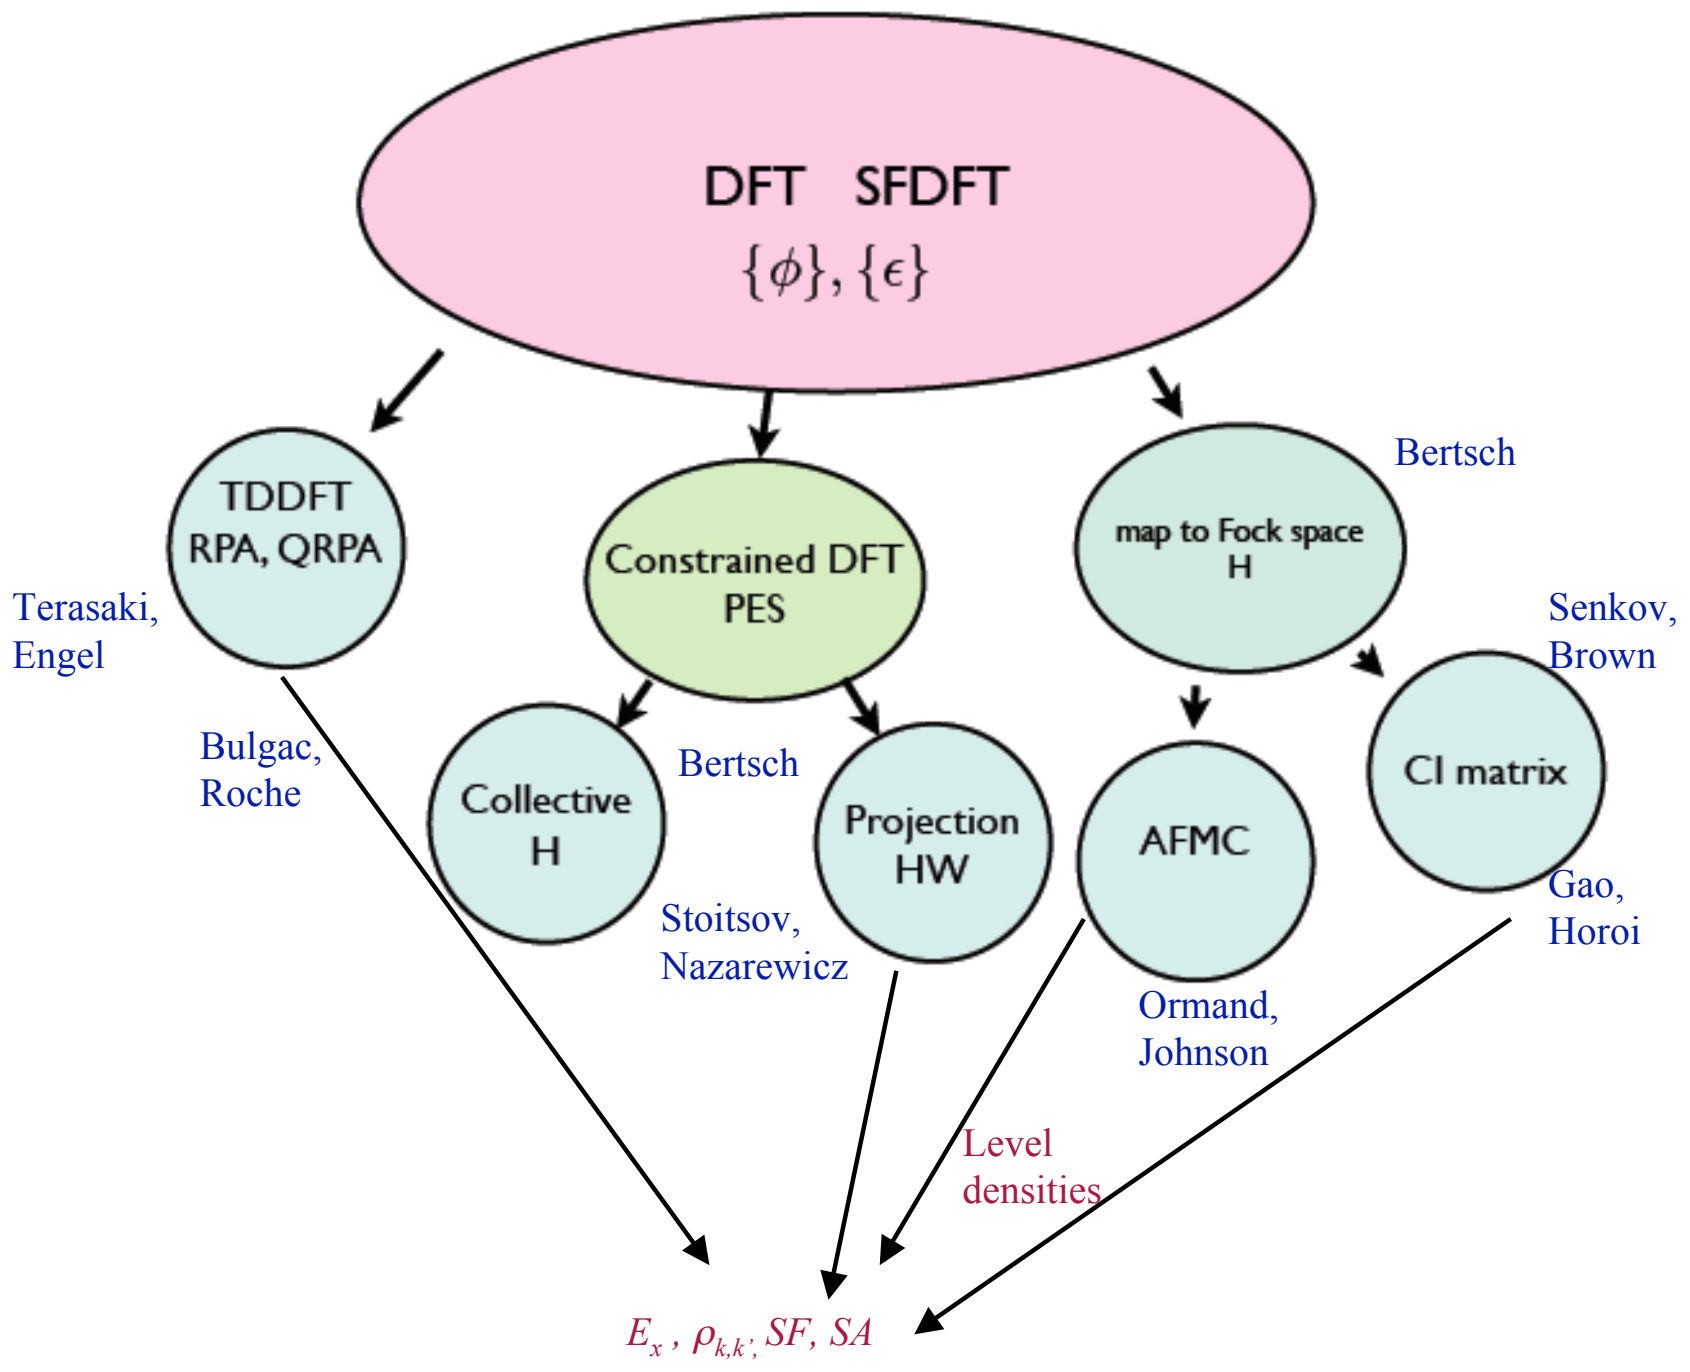 DFT SFDFT
{ϕ}, {ϵ}
TDDFT
RPA, QRPA
Terasaki,
Engel
Bulgac,
Roche
Constrained DFT
PES
Bertsch
map to Fock space
H
Senkov,
Brown
Collective
H
Bertsch
Projection
HW
Stoitsov,
Nazarewicz
AFMC
Ormand,
Johnson
CI matrix
Gao,
Horoi
Level
densities
Eₓ , ρk,k’, SF, SA